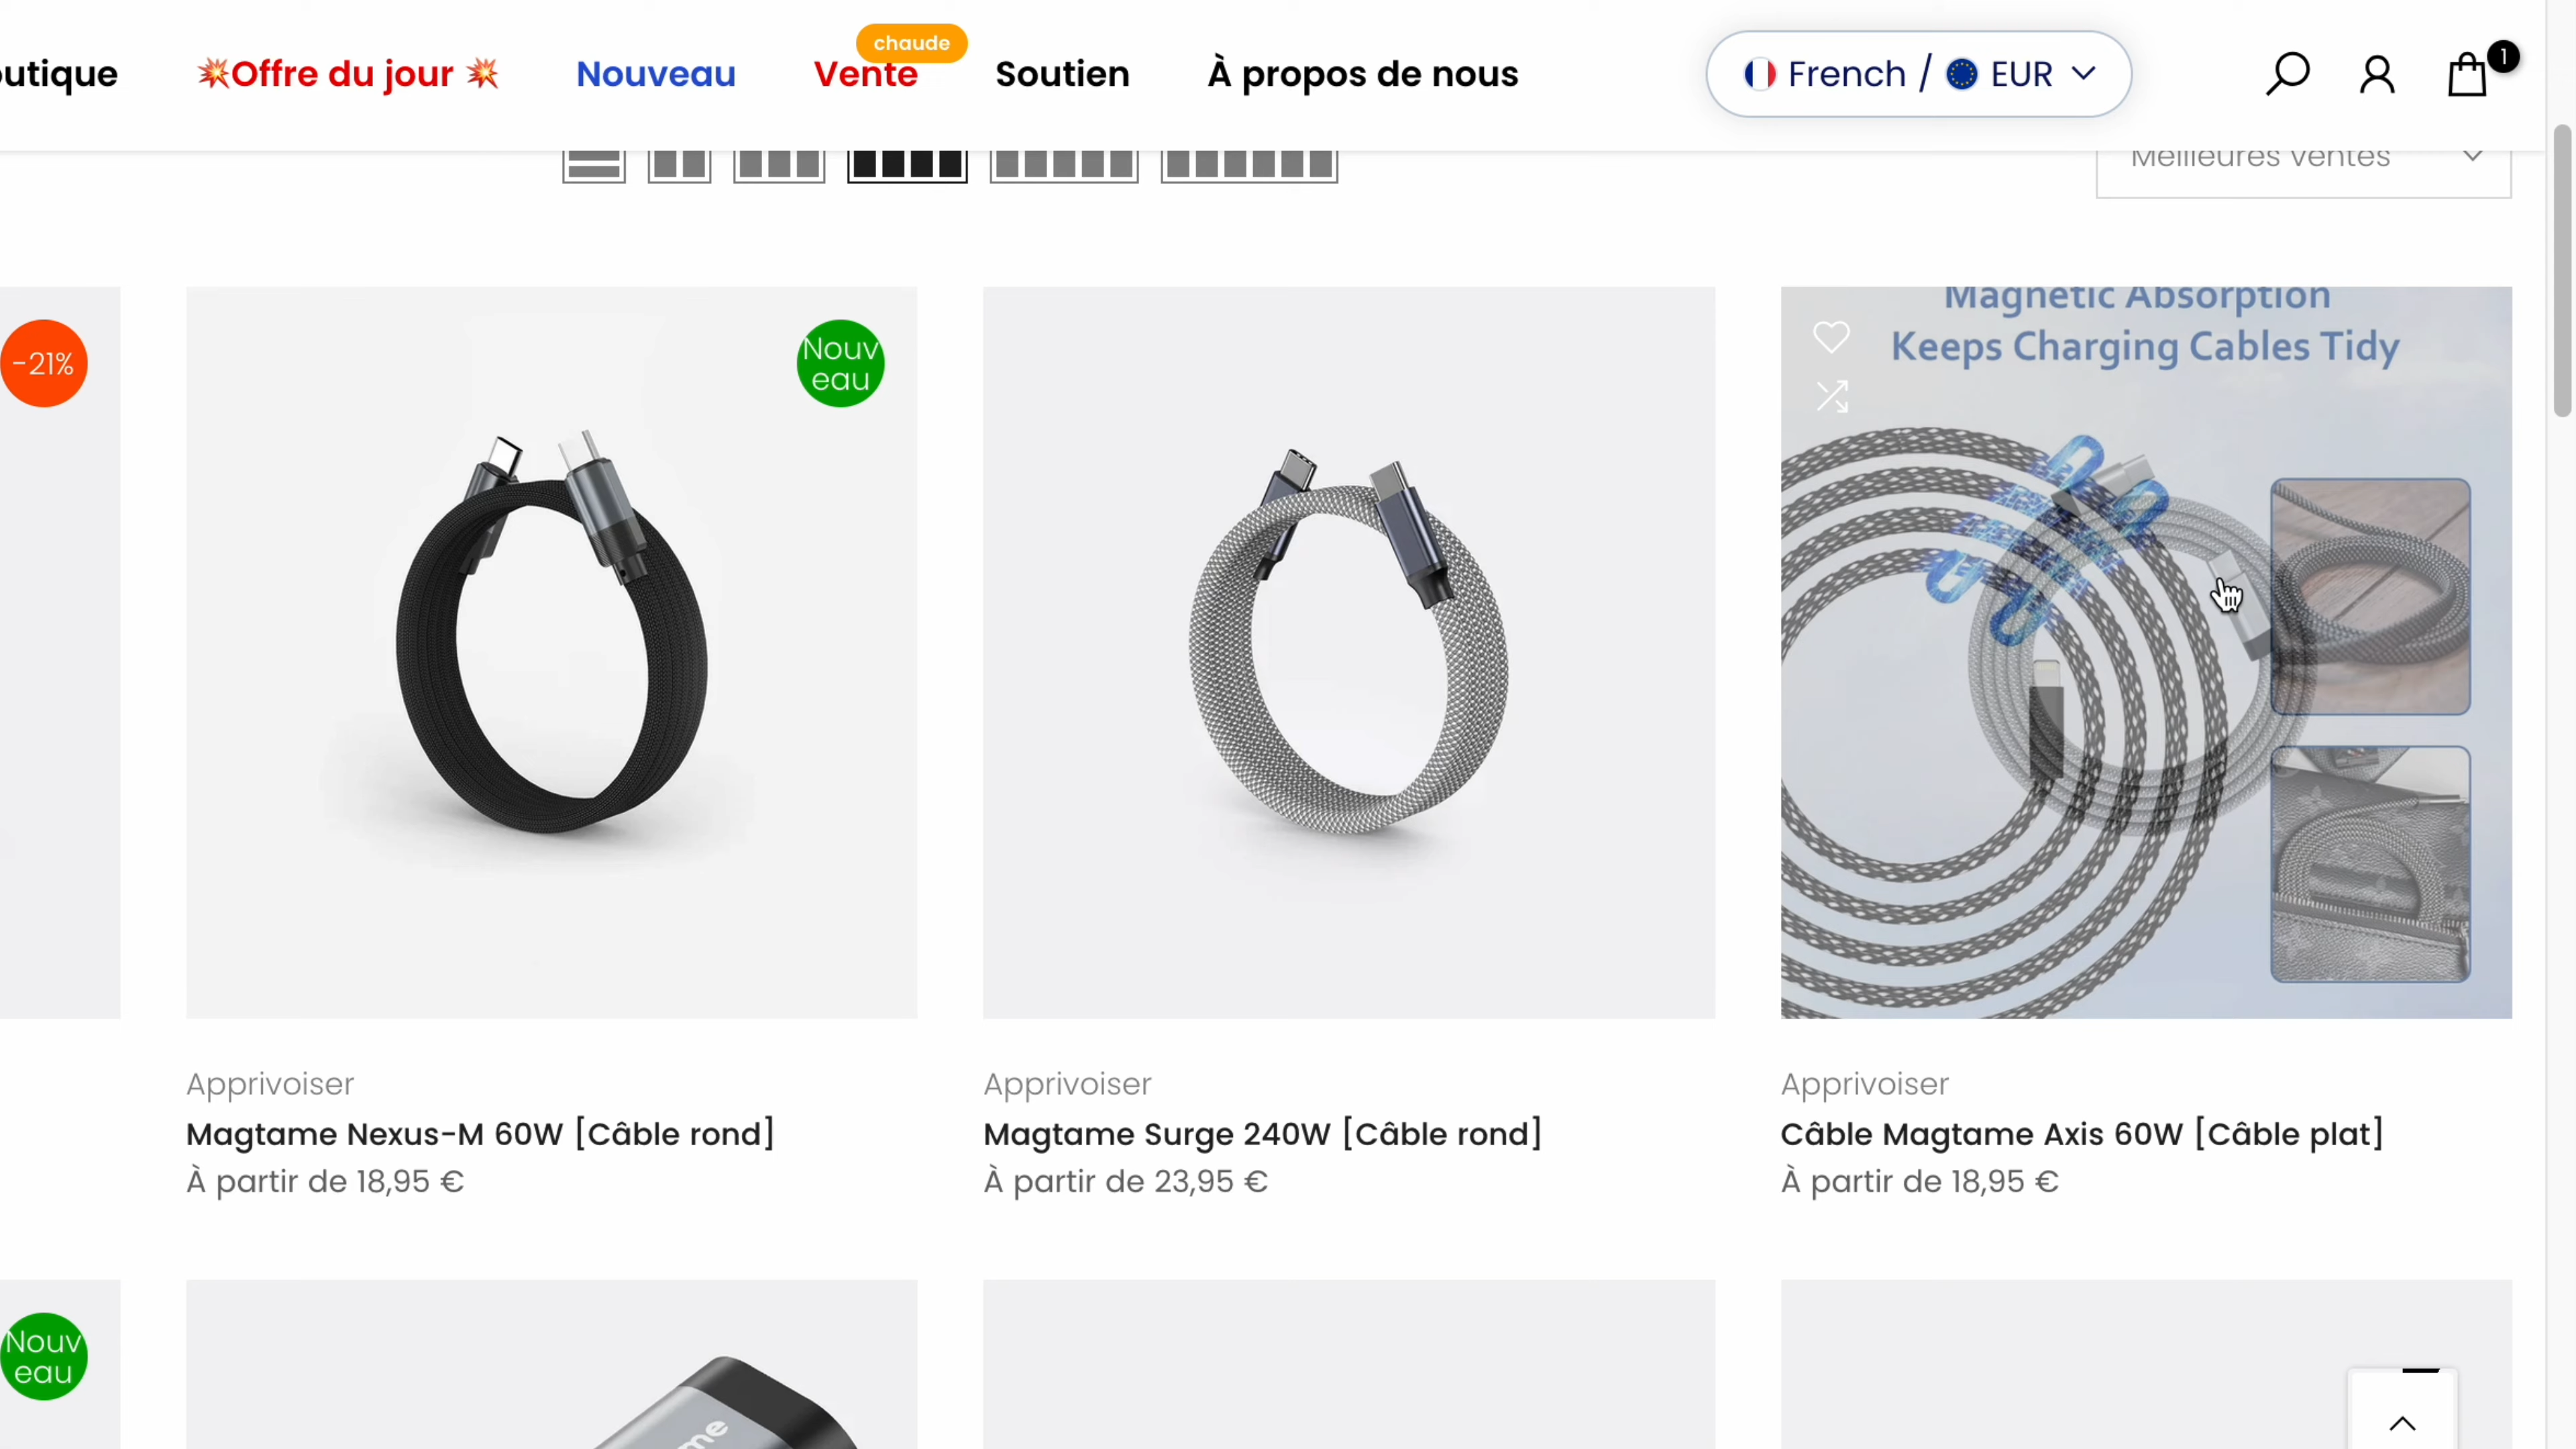 outique
💥Offre du jour 💥
Nouveau
chaude
Vente
Soutien
À propos de nous
French / EUR
1
Meilleures ventes
-21%
Nouv
eau
Magnetic Absorption
Keeps Charging Cables Tidy
Apprivoiser
Magtame Nexus-M 60W [Câble rond]
À partir de 18,95 €
Apprivoiser
Magtame Surge 240W [Câble rond]
À partir de 23,95 €
Apprivoiser
Câble Magtame Axis 60W [Câble plat]
À partir de 18,95 €
Nouv
eau
me